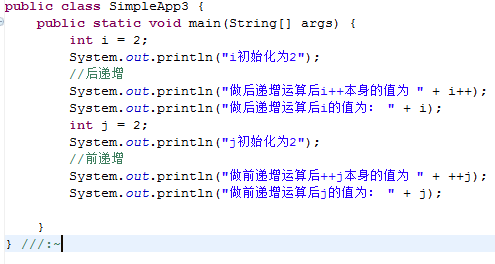 public class SimpleApp3 {
    public static void main(String[] args) {
        int i = 2;
        System.out.println("i初始化为2");
        //后递增
        System.out.println("做后递增运算后i++本身的值为 " + i++);
        System.out.println("做后递增运算后i的值为： " + i);
        int j = 2;
        System.out.println("j初始化为2");
        //前递增
        System.out.println("做前递增运算后++j本身的值为 " + ++j);
        System.out.println("做前递增运算后j的值为： " + j);
    }
} ///:~